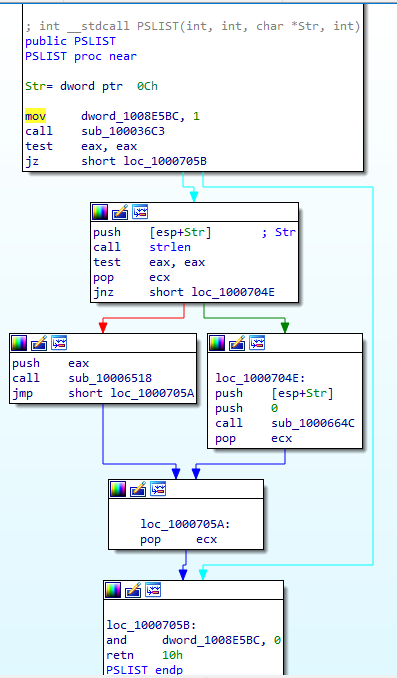 ; int __stdcall PSLIST(int, int, char *Str, int)
public PSLIST
PSLIST proc near
Str= dword ptr  0Ch
mov     dword_1008E5BC, 1
call    sub_100036C3
test    eax, eax
jz      short loc_1000705B
push    [esp+Str]       ; Str
call    strlen
test    eax, eax
pop     ecx
jnz     short loc_1000704E
push    eax
call    sub_10006518
jmp     short loc_1000705A
loc_1000704E:
push    [esp+Str]
push    0
call    sub_1000664C
pop     ecx
loc_1000705A:
pop     ecx
loc_1000705B:
and     dword_1008E5BC, 0
retn    10h
PSLIST endp